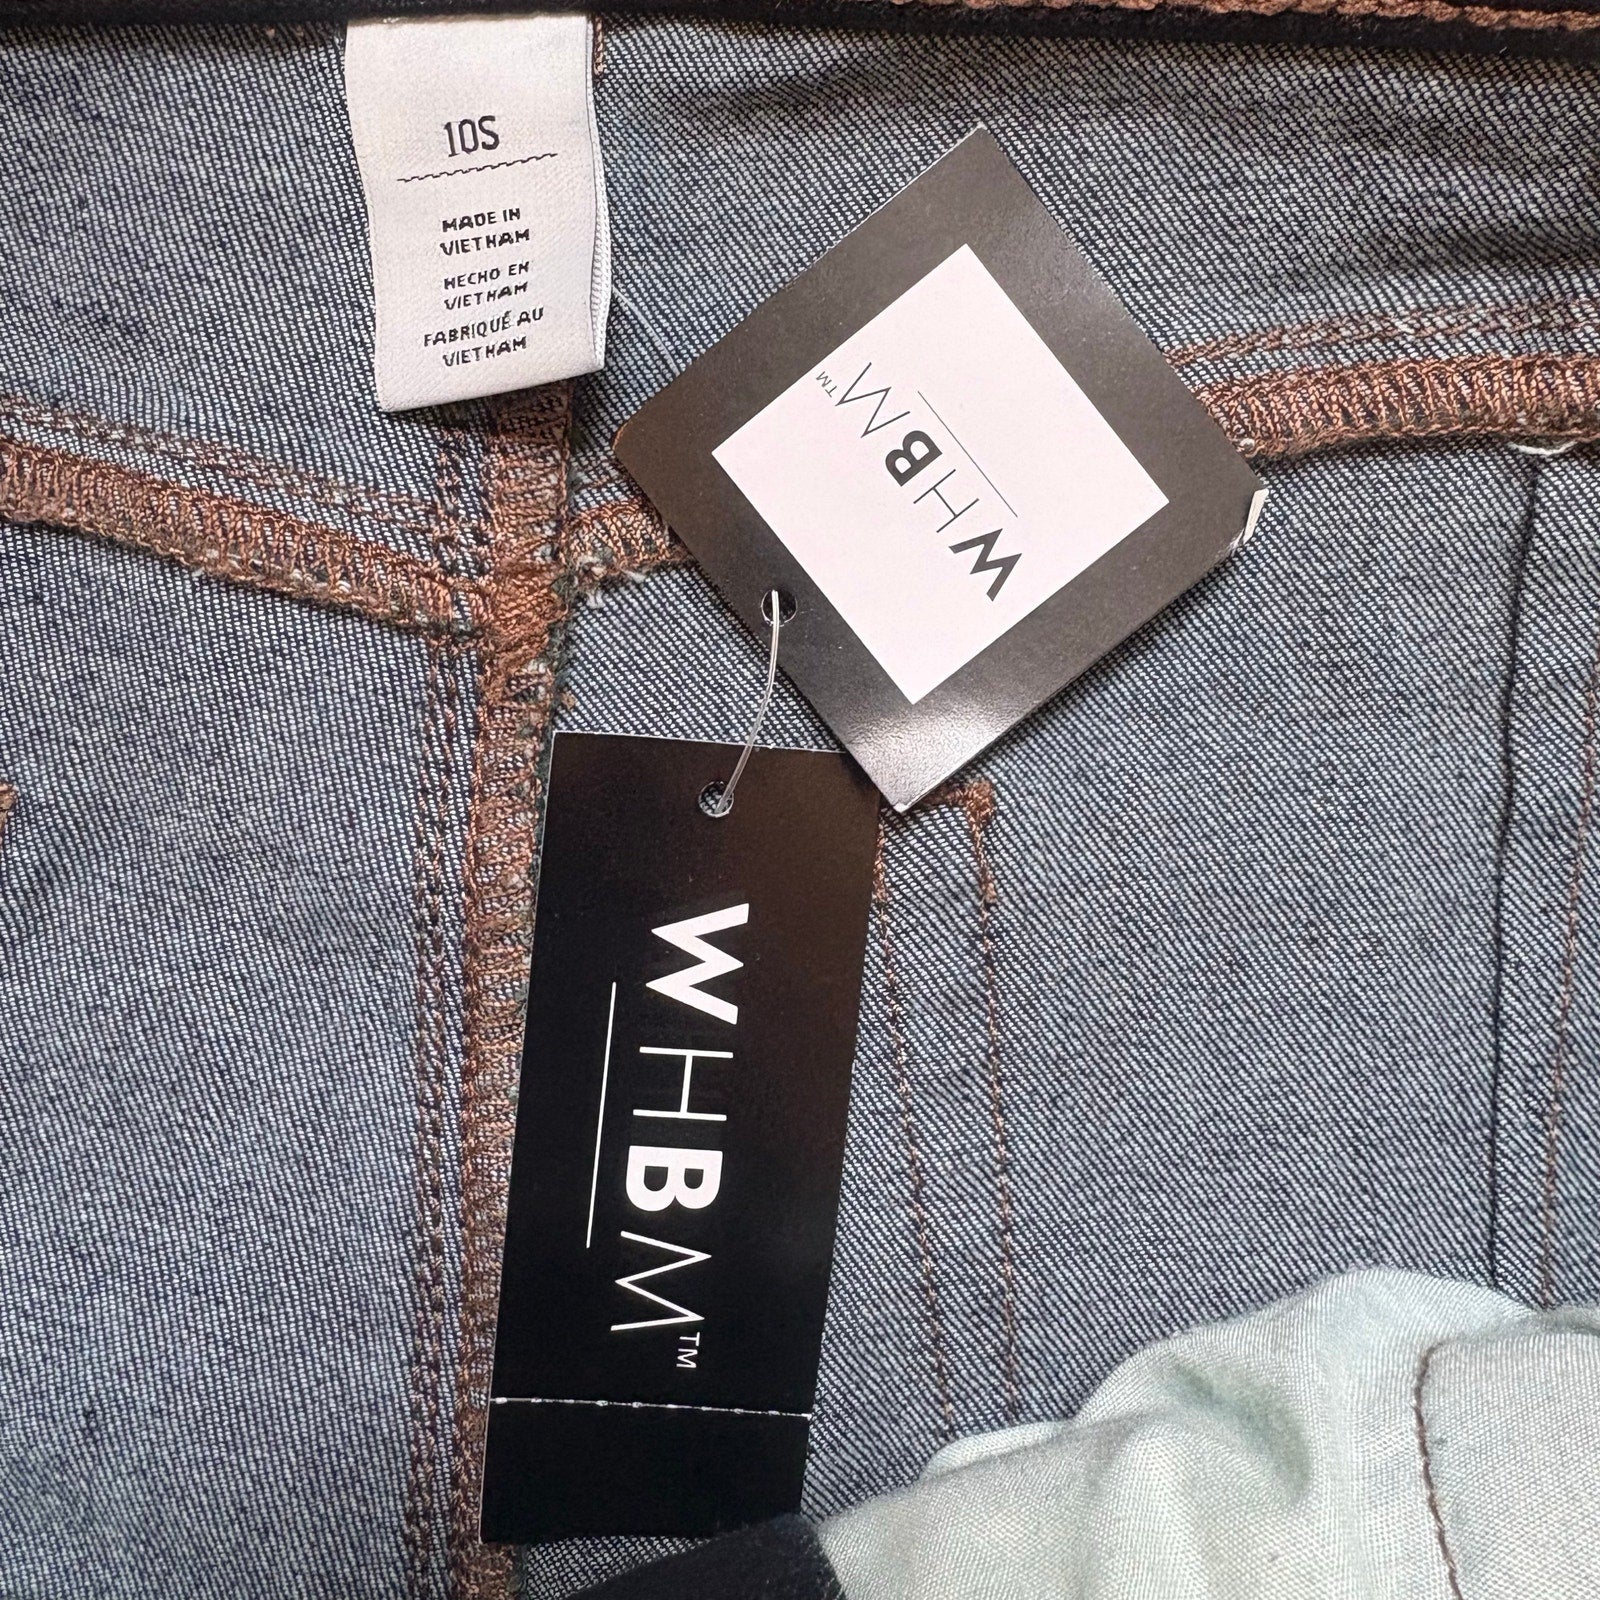 10S
MADE IN
VIETNAM
HECHO EN
VIETNAM
FABRIQUÉ AU
VIETNAM
WHBM™
WHBM™